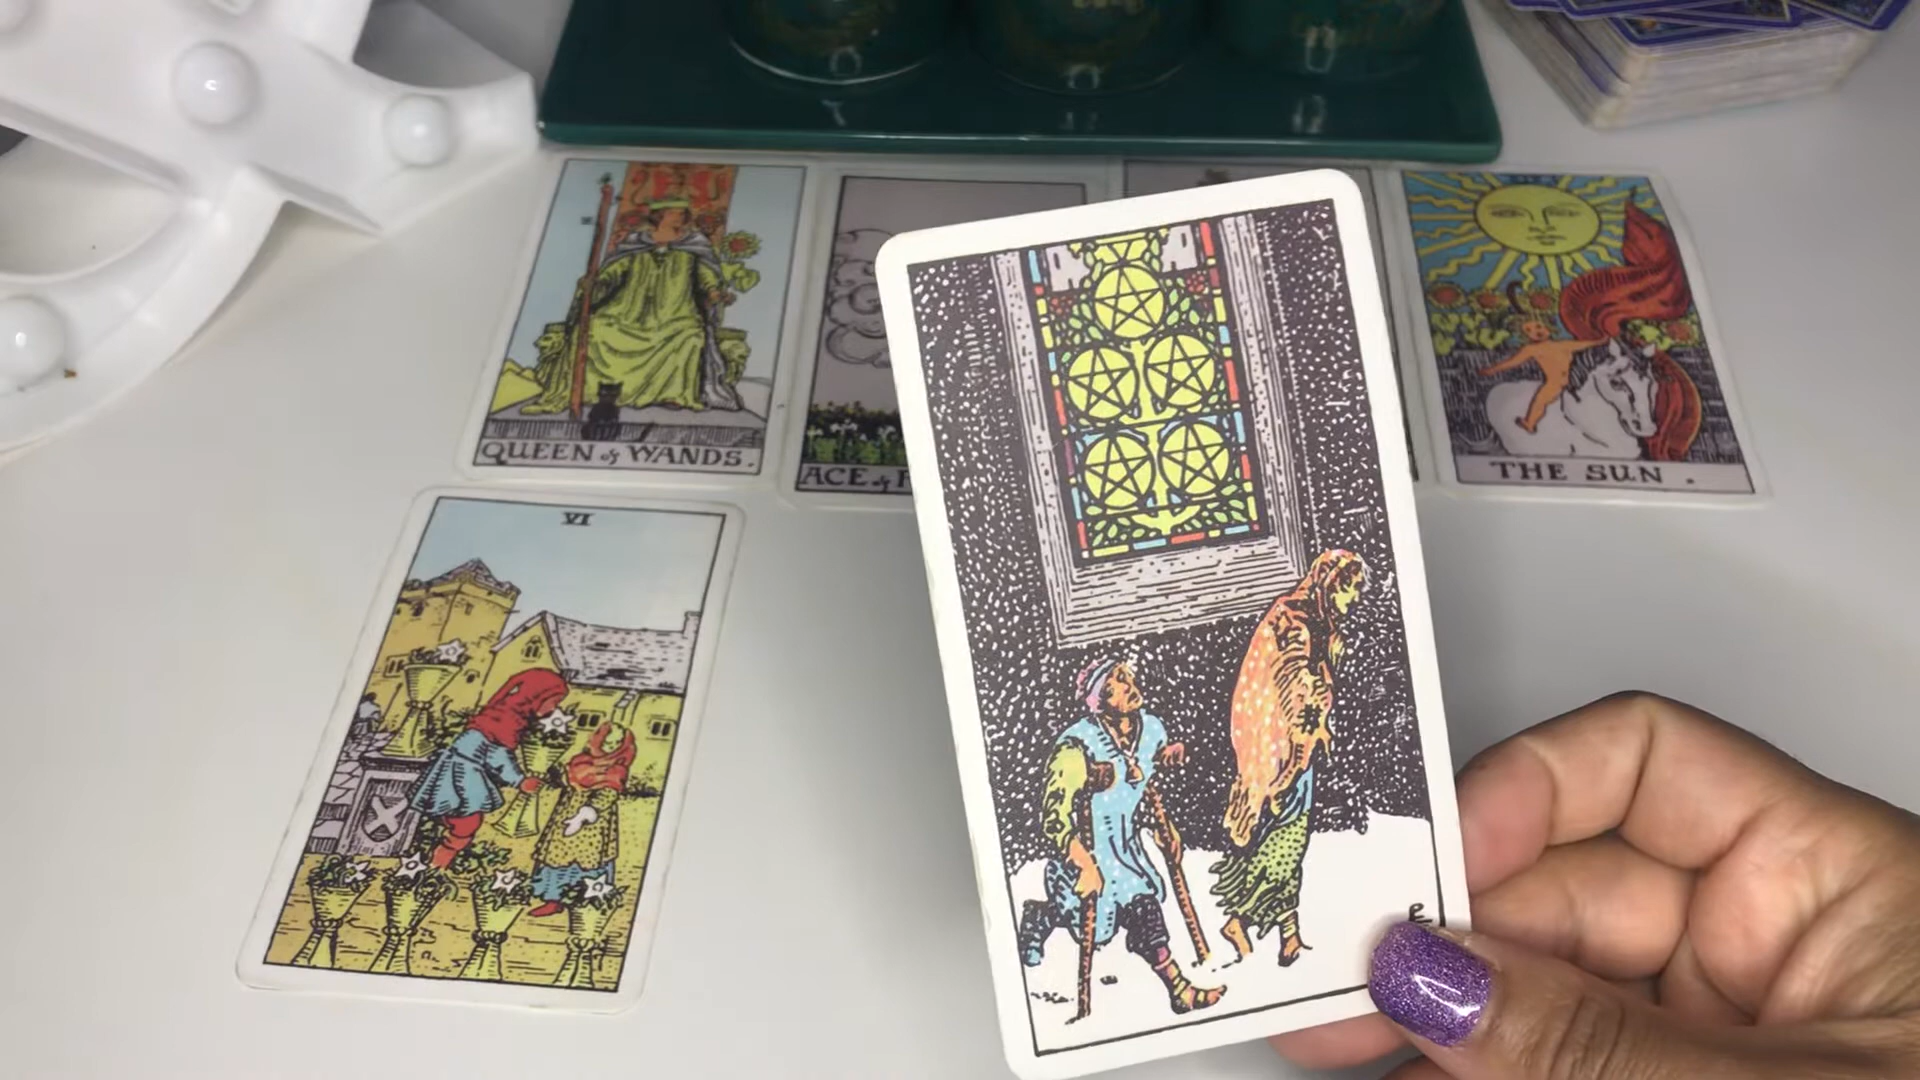 QUEEN of WANDS.
ACE of
THE SUN .
VI